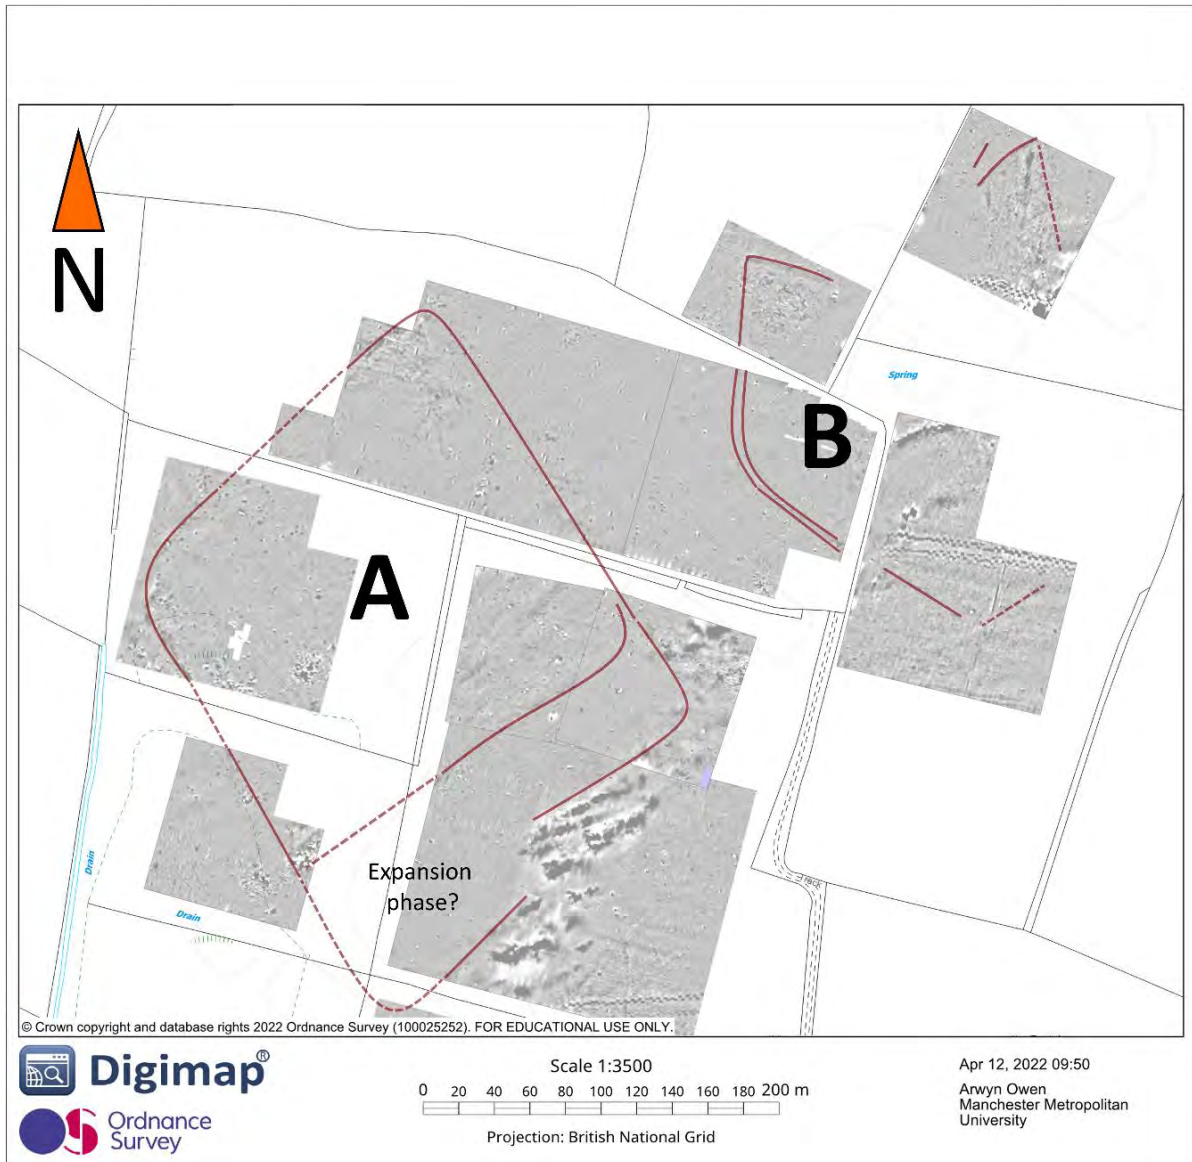 N
Spring
B
A
Expansion
phase?
Drain
Drain
Track
© Crown copyright and database rights 2022 Ordnance Survey (100025252). FOR EDUCATIONAL USE ONLY.
Digimap®
Ordnance
Survey
Scale 1:3500
0 20 40 60 80 100 120 140 160 180 200 m
Projection: British National Grid
Apr 12, 2022 09:50
Arwyn Owen
Manchester Metropolitan
University